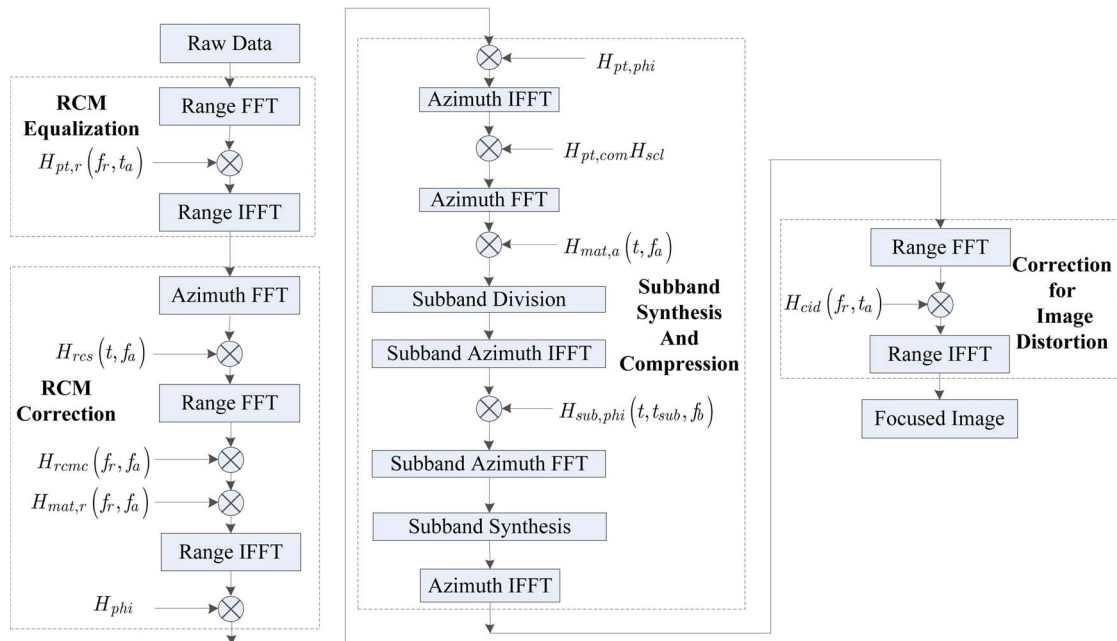 Raw Data
RCM
Equalization
Range FFT
H_{pt,r}(f_r, t_a)
Range IFFT
Azimuth FFT
H_{rcs}(t, f_a)
RCM
Correction
Range FFT
H_{rcmc}(f_r, f_a)
H_{mat,r}(f_r, f_a)
Range IFFT
H_{phi}
H_{pt,phi}
Azimuth IFFT
H_{pt,com}H_{scl}
Azimuth FFT
H_{mat,a}(t, f_a)
Subband Division
Subband
Synthesis
And
Compression
Subband Azimuth IFFT
H_{sub,phi}(t, t_{sub}, f_b)
Subband Azimuth FFT
Subband Synthesis
Azimuth IFFT
Range FFT
Correction
for
Image
Distortion
H_{cid}(f_r, t_a)
Range IFFT
Focused Image